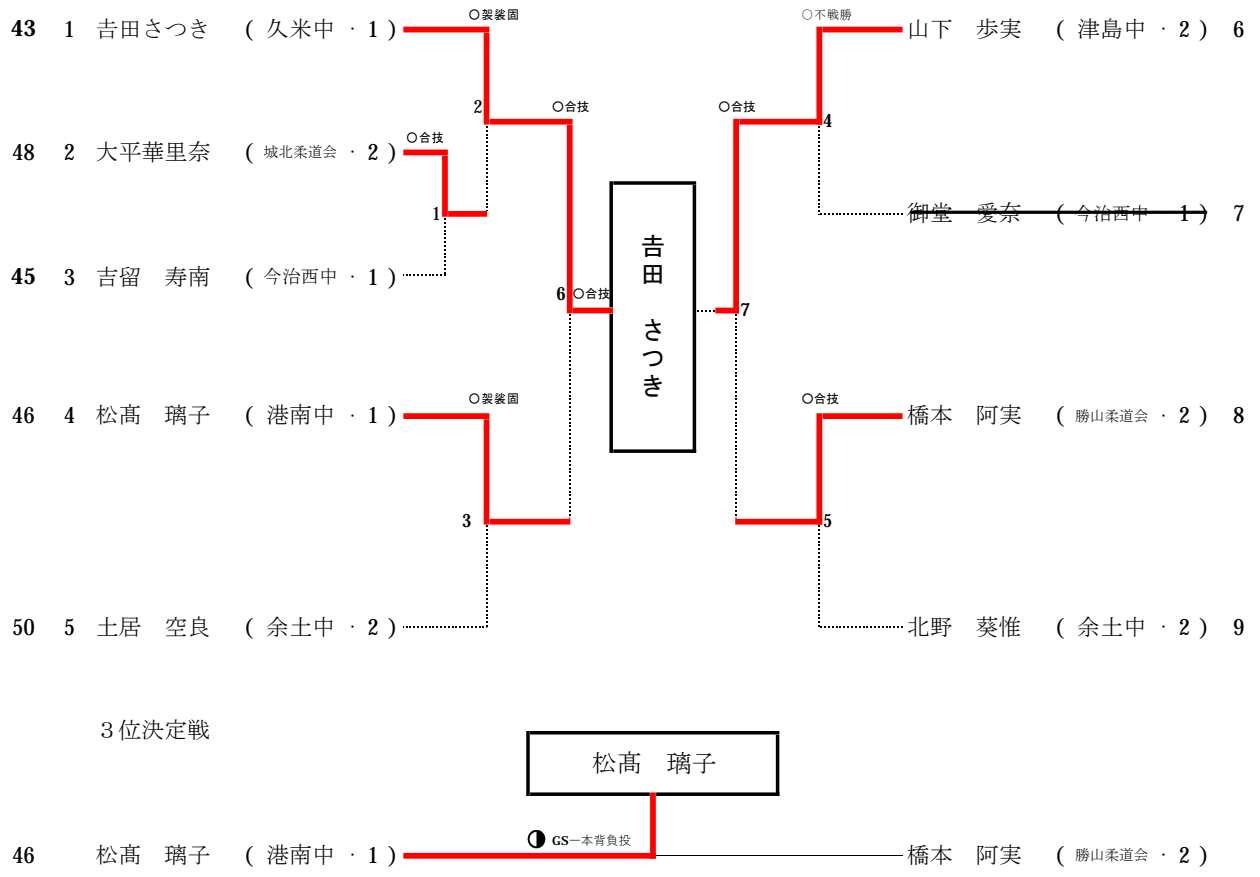 ○袈裟固 ○不戦勝
43 1 𠮷田さつき ( 久米中 ・ 1 ) 山下 歩実 ( 津島中 ・ 2 ) 6
2 ○合技 ○合技 4
○合技
48 2 大平華里奈 ( 城北柔道会 ・ 2 )
1 御堂 愛奈 ( 今治西中 ・ 1 ) 7
45 3 吉留 寿南 ( 今治西中 ・ 1 )
6 ○合技 𠮷田 さつき 7
○袈裟固 ○合技
46 4 松髙 璃子 ( 港南中 ・ 1 ) 橋本 阿実 ( 勝山柔道会 ・ 2 ) 8
3 5
50 5 土居 空良 ( 余土中 ・ 2 ) 北野 葵惟 ( 余土中 ・ 2 ) 9
３位決定戦
松髙 璃子
◑ GS一本背負投
46 松髙 璃子 ( 港南中 ・ 1 ) 橋本 阿実 ( 勝山柔道会 ・ 2 )